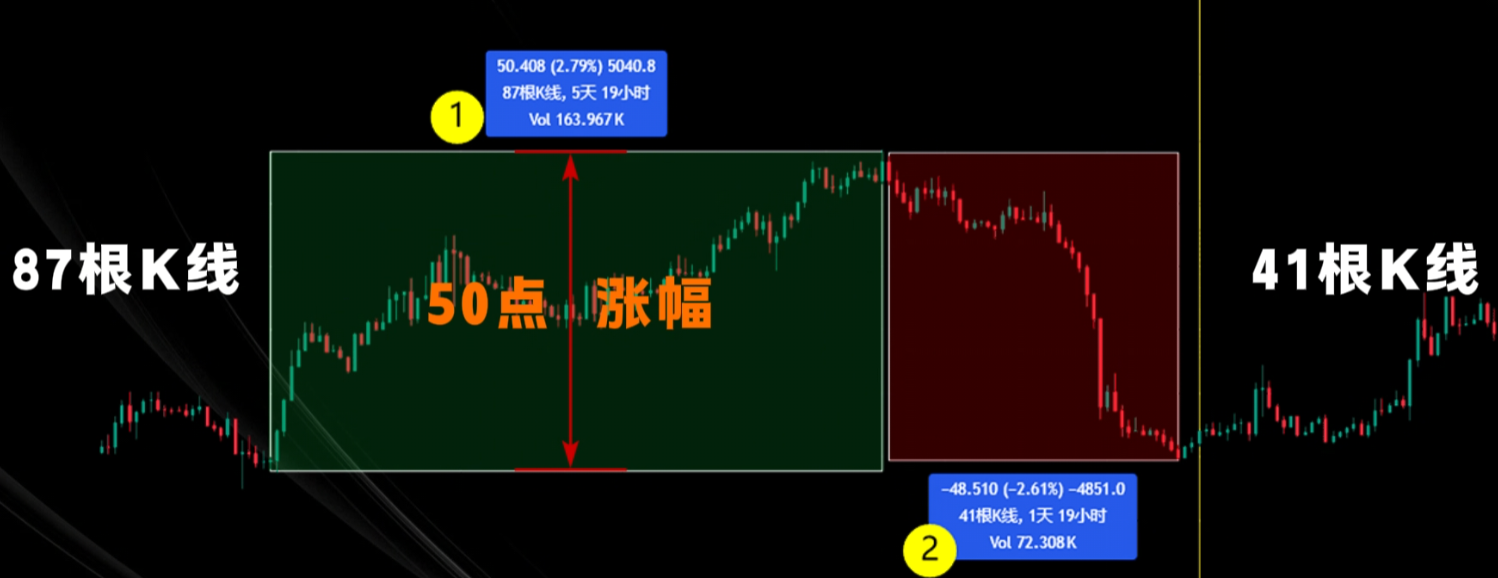 50.408 (2.79%) 5040.8
87根K线, 5天 19小时
Vol 163.967K
1
87根K线
50点 涨幅
41根K线
−48.510 (−2.61%) −4851.0
41根K线, 1天 19小时
Vol 72.308K
2